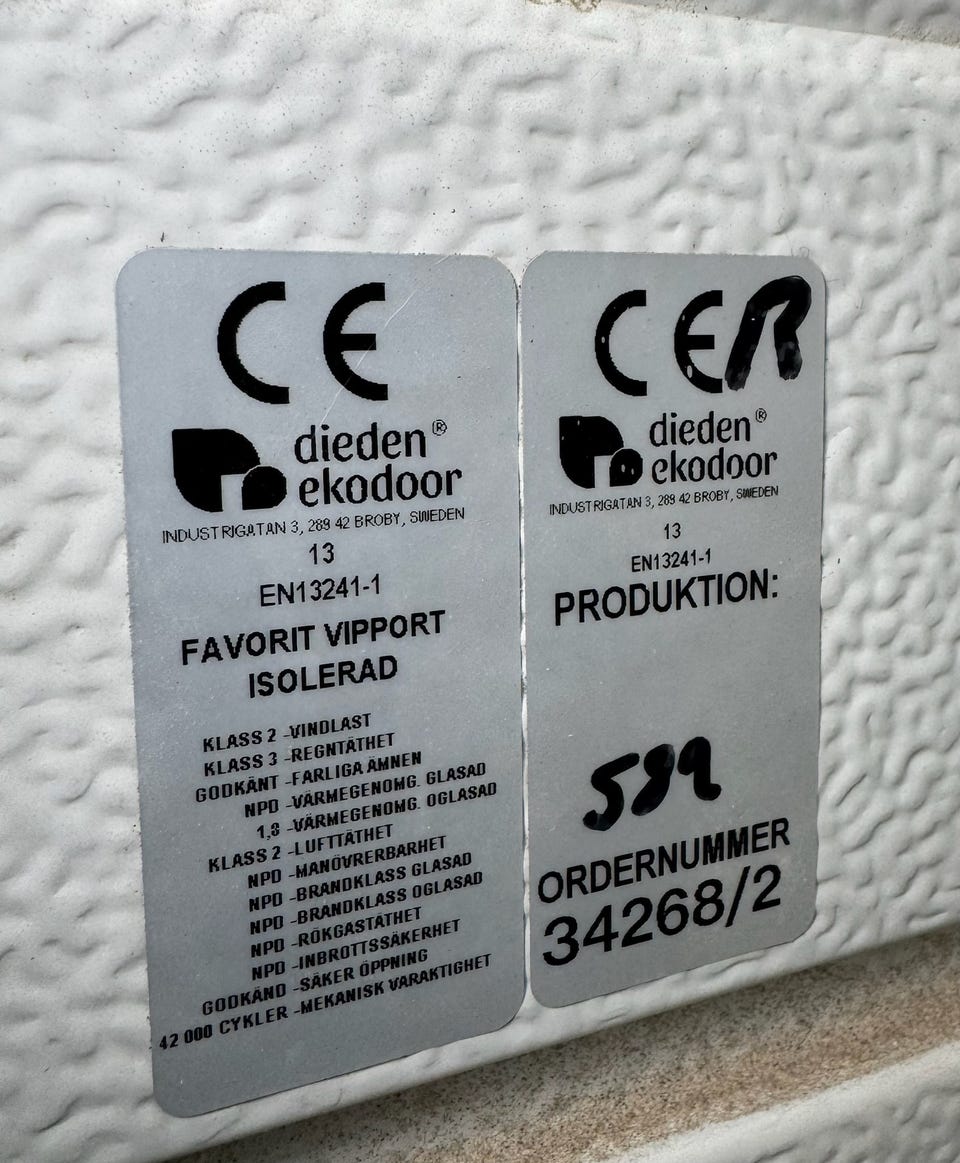 CE
dieden®
ekodoor
INDUSTRIGATAN 3, 289 42 BROBY, SWEDEN
13
EN13241-1
FAVORIT VIPPORT
ISOLERAD
KLASS 2 -VINDLAST
KLASS 3 -REGNTÄTHET
GODKÄNT -FARLIGA ÄMNEN
NPD -VÄRMEGENOMG. GLASAD
1,8 -VÄRMEGENOMG. OGLASAD
KLASS 2 -LUFTTÄTHET
NPD -MANÖVRERBARHET
NPD -BRANDKLASS GLASAD
NPD -BRANDKLASS OGLASAD
NPD -RÖKGASTÄTHET
NPD -INBROTTSSÄKERHET
GODKÄND -SÄKER ÖPPNING
42 000 CYKLER -MEKANISK VARAKTIGHET
CE R
dieden®
ekodoor
INDUSTRIGATAN 3, 289 42 BROBY, SWEDEN
13
EN13241-1
PRODUKTION:
589
ORDERNUMMER
34268/2